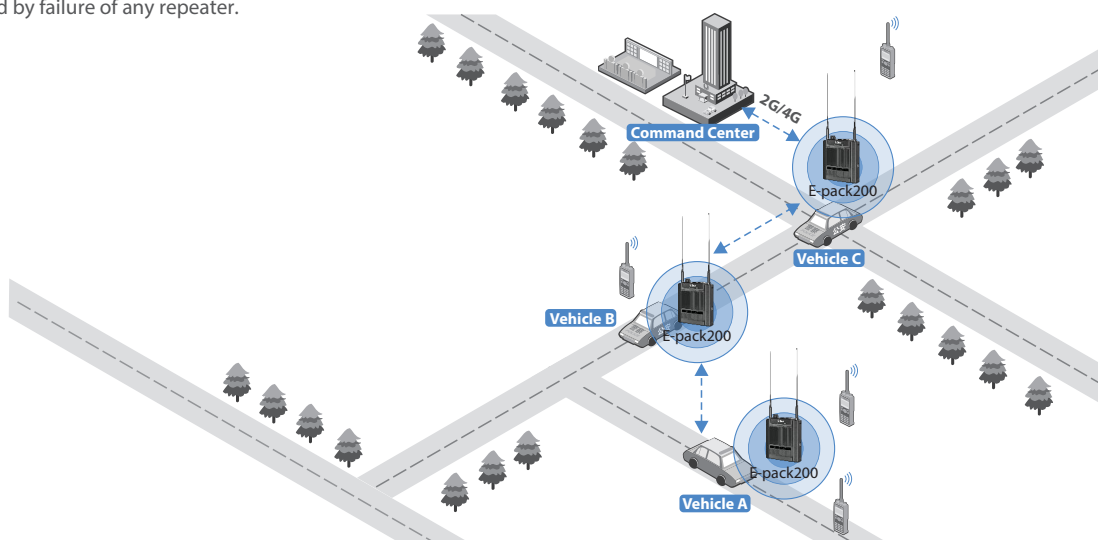 d by failure of any repeater.
2G/4G
Command Center
E-pack200
Vehicle C
Vehicle B
E-pack200
E-pack200
Vehicle A